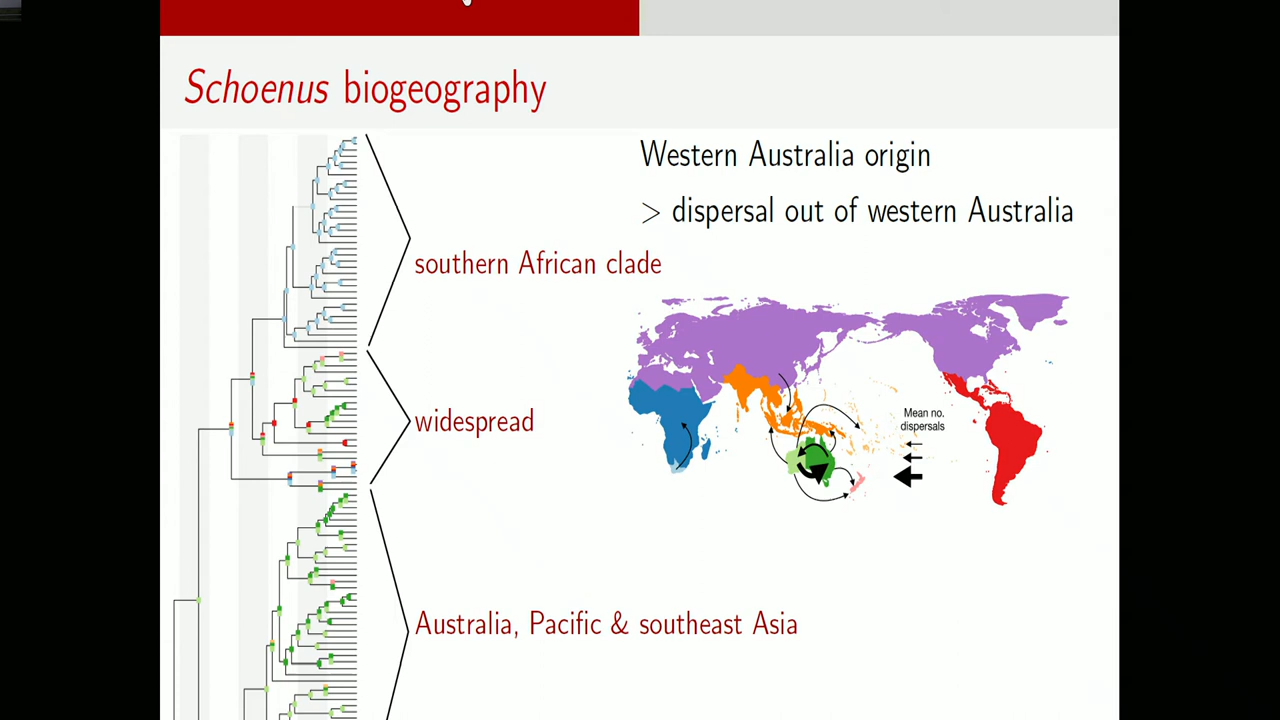 Schoenus biogeography
Western Australia origin
> dispersal out of western Australia
southern African clade
Mean no.
dispersals
widespread
Australia, Pacific & southeast Asia